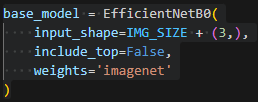 base_model = EfficientNetB0(
    input_shape=IMG_SIZE + (3,),
    include_top=False,
    weights='imagenet'
)